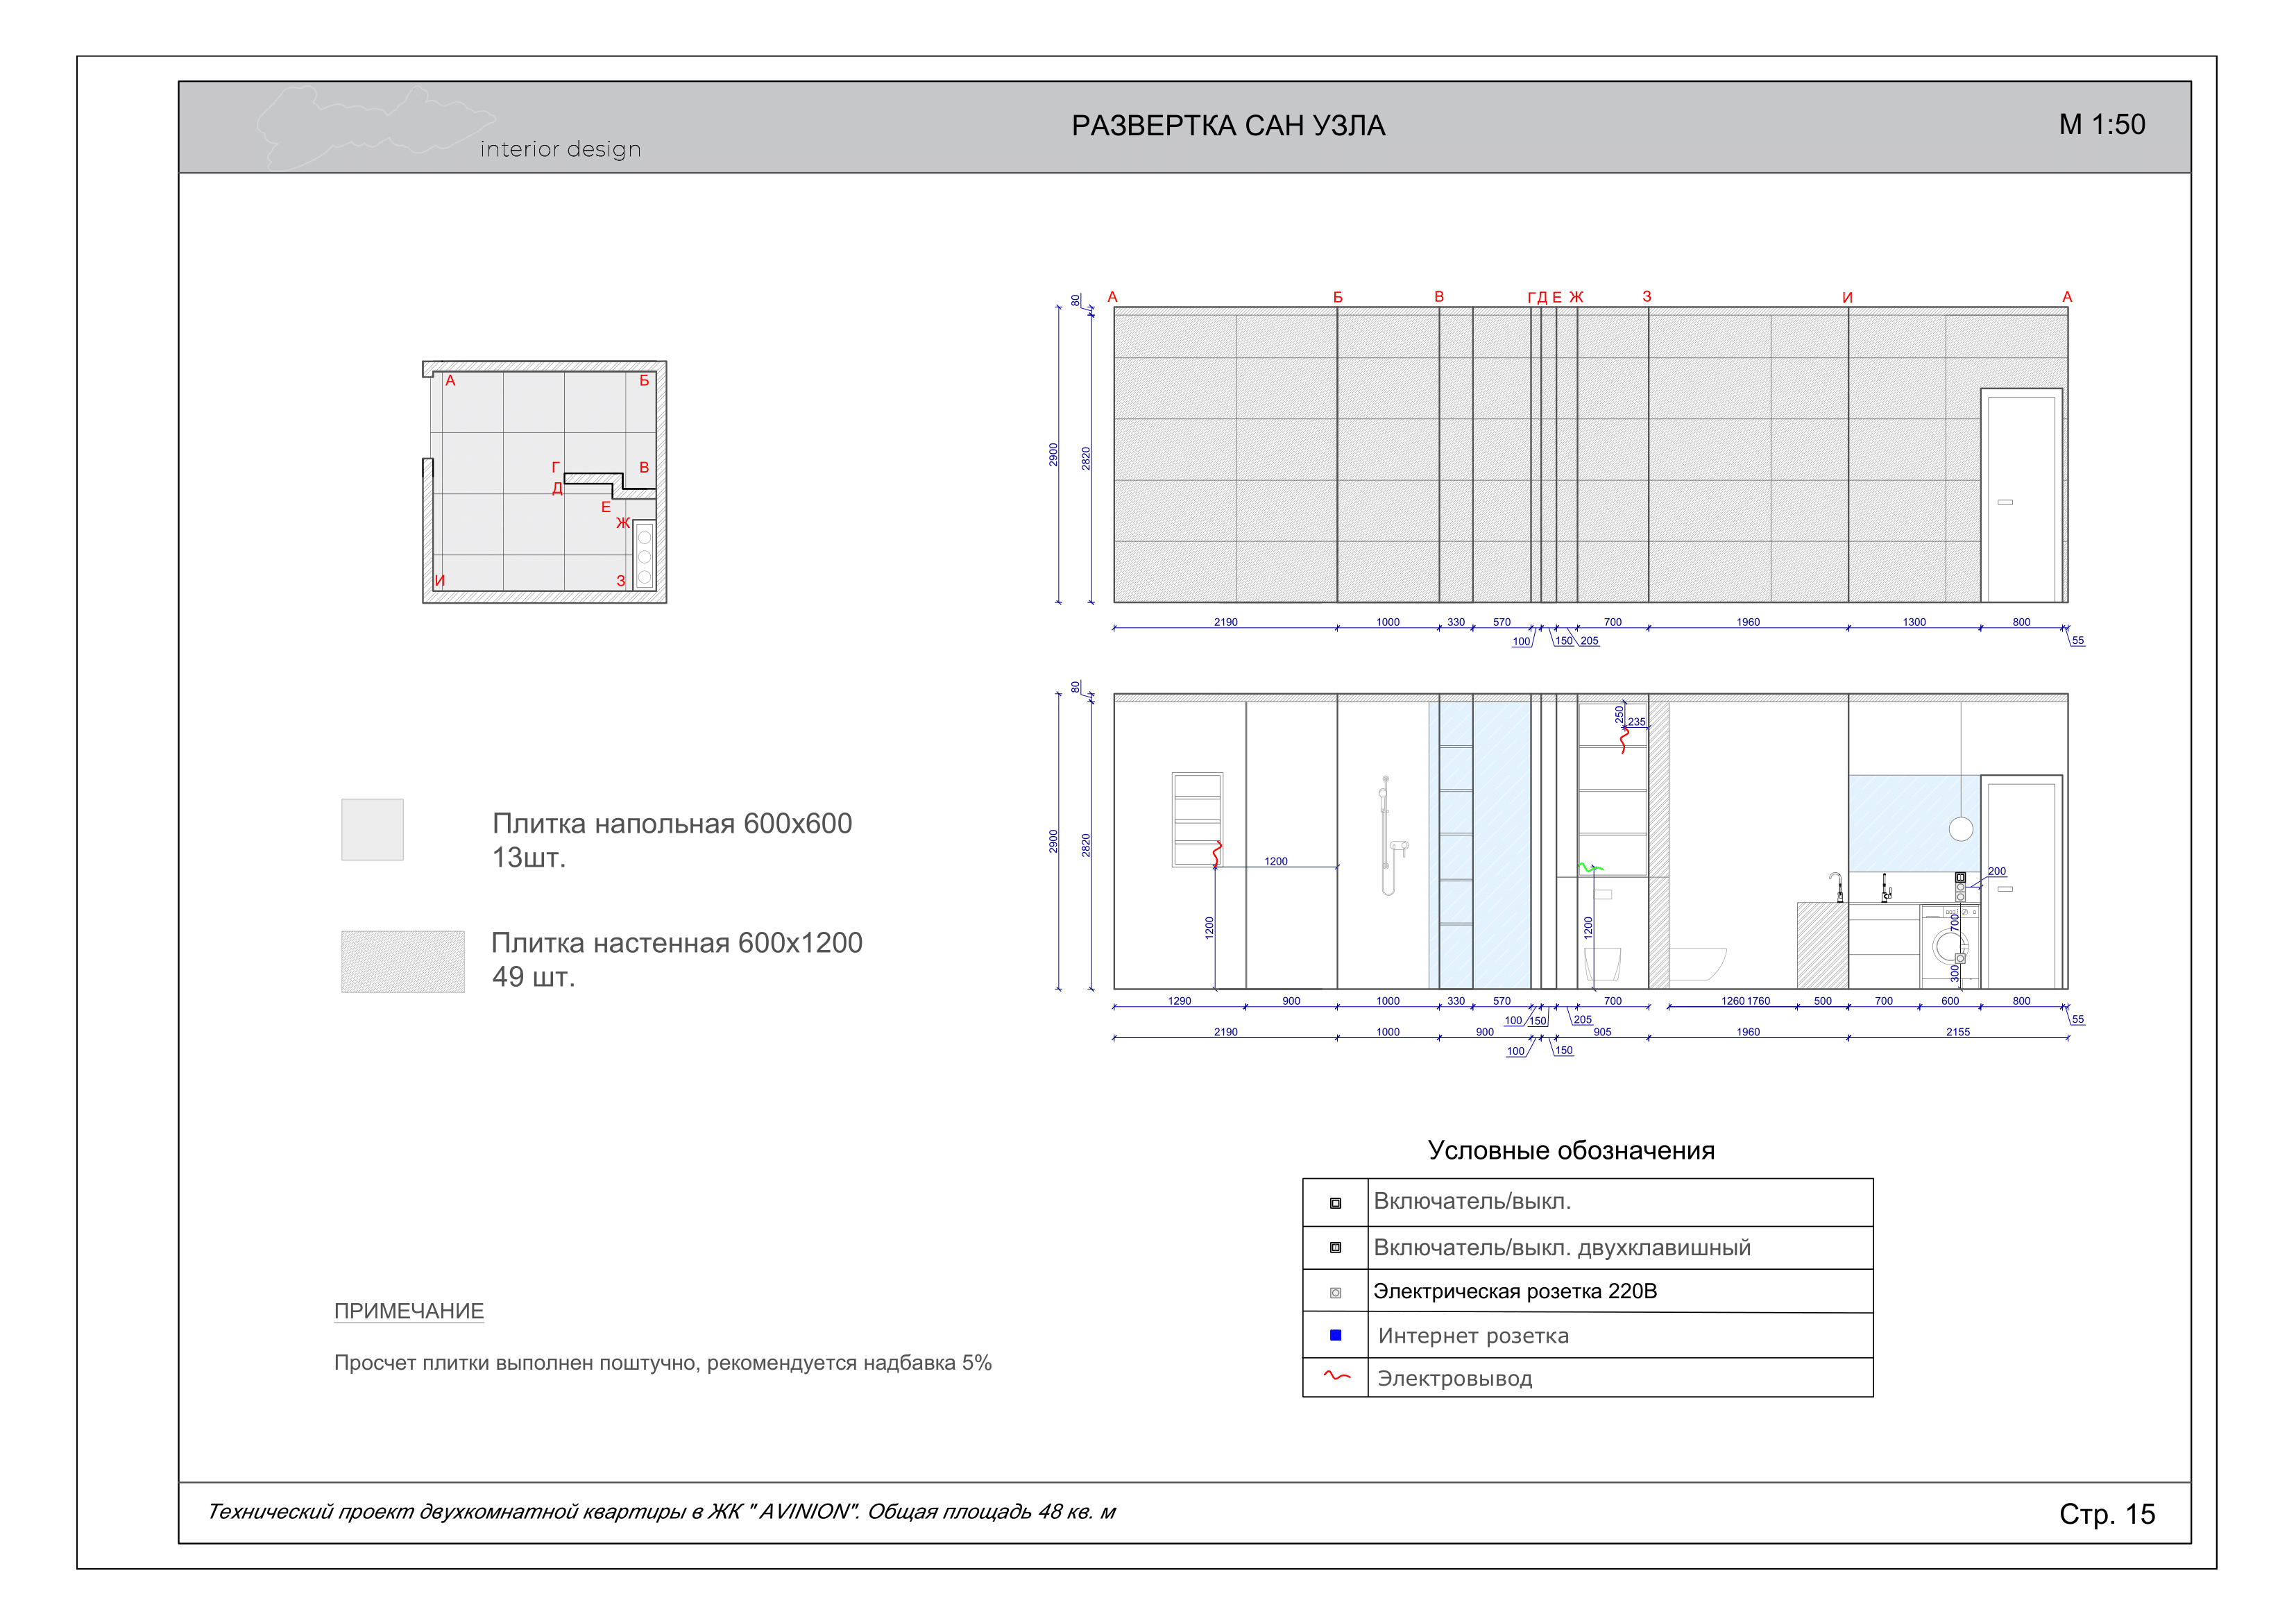 interior design
РАЗВЕРТКА САН УЗЛА
М 1:50
А Б В Г Д Е Ж З И А
80
2900
2820
2190 1000 330 570 700 1960 1300 800
100 150 205 55
А Б
Г В
Д
Е
Ж
И З
80
2900
2820
250
235
1200
200
1200
1200
700
300
1290 900 1000 330 570 700 1260 1760 500 700 600 800
100 150 205 55
2190 1000 900 905 1960 2155
100 150
Плитка напольная 600х600
13шт.
Плитка настенная 600х1200
49 шт.
Условные обозначения
Включатель/выкл.
Включатель/выкл. двухклавишный
Электрическая розетка 220В
Интернет розетка
Электровывод
ПРИМЕЧАНИЕ
Просчет плитки выполнен поштучно, рекомендуется надбавка 5%
Технический проект двухкомнатной квартиры в ЖК " AVINION". Общая площадь 48 кв. м
Стр. 15